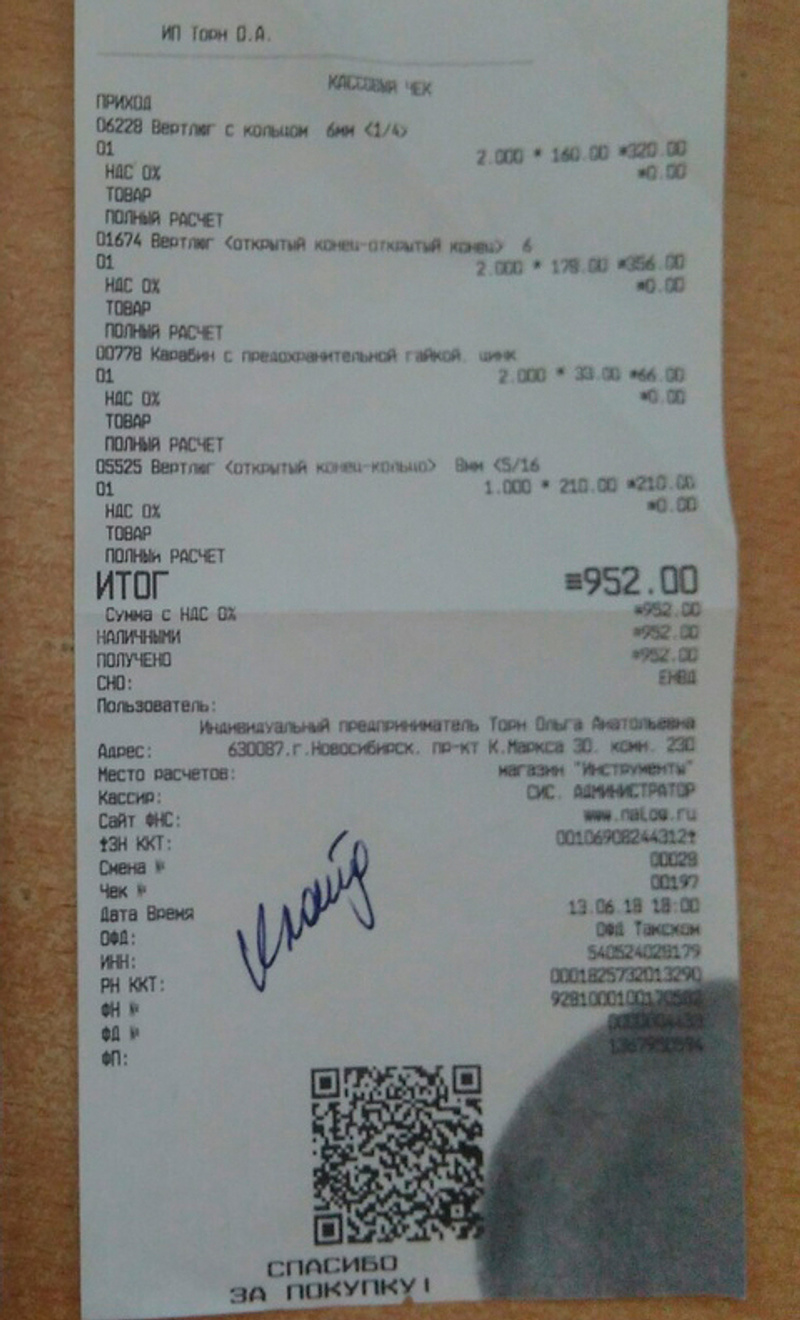 ИП Торн О.А.
КАССОВЫЙ ЧЕК
ПРИХОД
06228 Вертлюг с кольцом 6мм <1/4>
01 2.000 * 160.00 =320.00
НДС 0% =0.00
ТОВАР
ПОЛНЫЙ РАСЧЕТ
01674 Вертлюг <открытый конец-открытый конец> 6
01 2.000 * 178.00 =356.00
НДС 0% =0.00
ТОВАР
ПОЛНЫЙ РАСЧЕТ
00778 Карабин с предохранительной гайкой, цинк
01 2.000 * 33.00 =66.00
НДС 0% =0.00
ТОВАР
ПОЛНЫЙ РАСЧЕТ
05525 Вертлюг <открытый конец-кольцо> 8мм <5/16
01 1.000 * 210.00 =210.00
НДС 0% =0.00
ТОВАР
ПОЛНЫЙ РАСЧЕТ
ИТОГ =952.00
Сумма с НДС 0% =952.00
НАЛИЧНЫМИ =952.00
ПОЛУЧЕНО =952.00
СНО: ЕНВД
Пользователь:
Индивидуальный предприниматель Торн Ольга Анатольевна
Адрес: 630087.г.Новосибирск. пр-кт К.Маркса 30. комн. 230
Место расчетов: магазин "Инструменты"
Кассир: СИС. АДМИНИСТРАТОР
Сайт ФНС: www.nalog.ru
ЗН ККТ: 00106908244312
Смена № 00028
Чек № 00197
Дата Время 13.06.18 18:00
ОФД: ОФД Такском
ИНН: 540524028179
РН ККТ: 0001825732013290
ФН №
ФД №
ФП:
СПАСИБО
ЗА ПОКУПКУ!